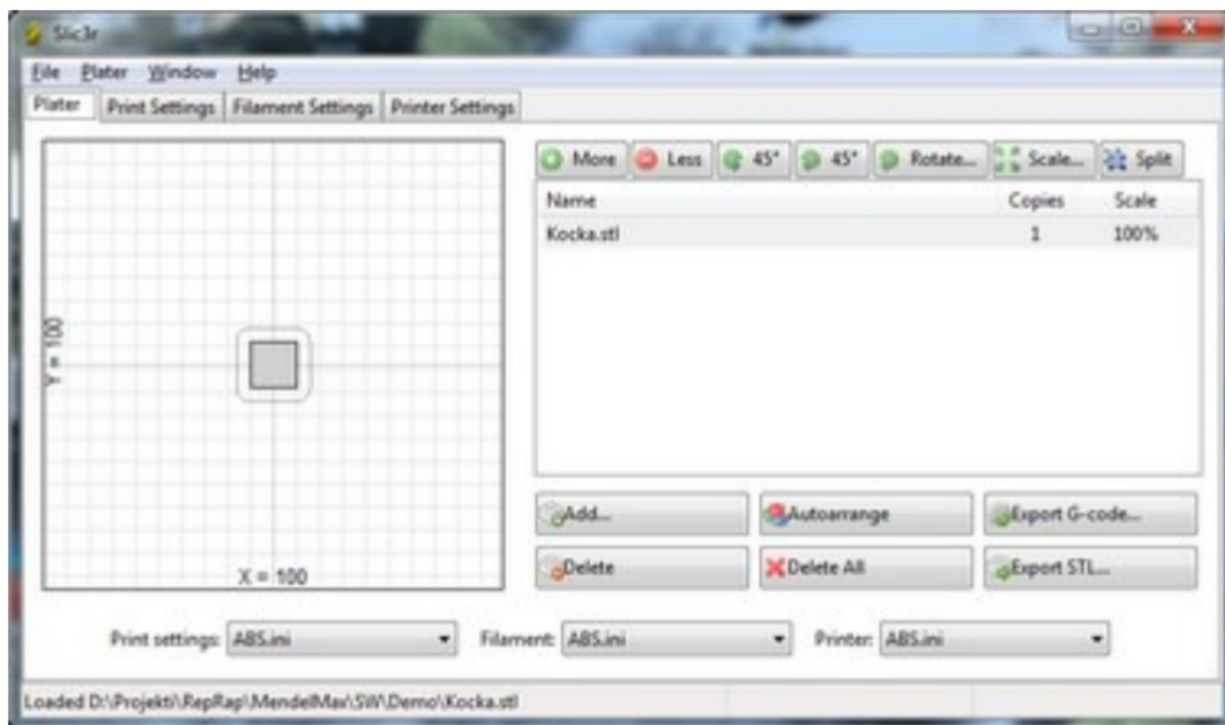 Slic3r
File Plater Window Help
Plater Print Settings Filament Settings Printer Settings
More Less 45° 45° Rotate... Scale... Split
Name Copies Scale
Kocka.stl 1 100%
Y = 100
X = 100
Add... Autoarrange Export G-code...
Delete Delete All Export STL...
Print settings: ABS.ini Filament: ABS.ini Printer: ABS.ini
Loaded D:\Projekti\RepRap\MendelMax\SW\Demo\Kocka.stl